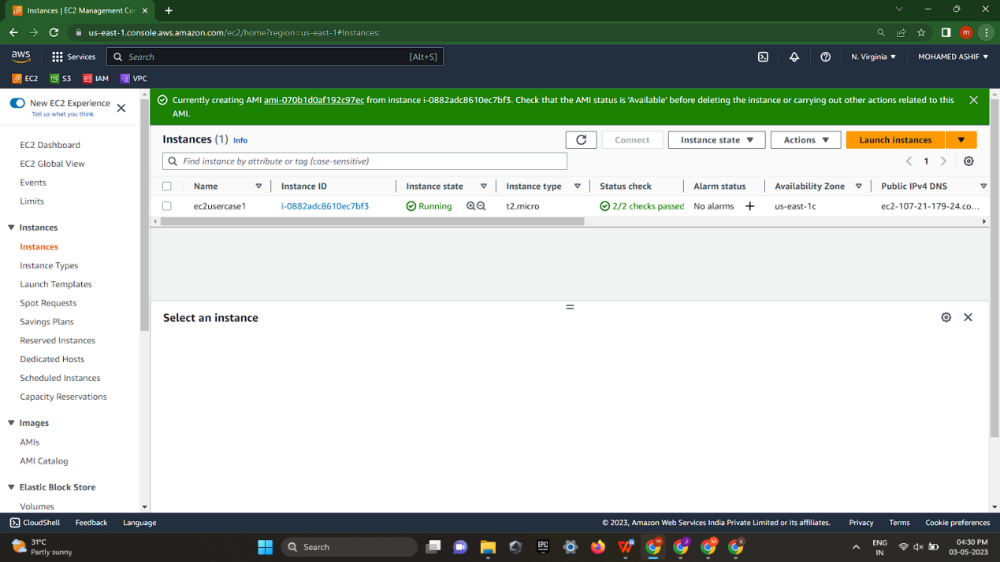 Instances | EC2 Management Con
us-east-1.console.aws.amazon.com/ec2/home?region=us-east-1#Instances:
m
aws
Services
Search
[Alt+S]
N. Virginia
MOHAMED ASHIF
EC2
S3
IAM
VPC
New EC2 Experience
Tell us what you think
EC2 Dashboard
EC2 Global View
Events
Limits
Instances
Instances
Instance Types
Launch Templates
Spot Requests
Savings Plans
Reserved Instances
Dedicated Hosts
Scheduled Instances
Capacity Reservations
Images
AMIs
AMI Catalog
Elastic Block Store
Volumes
Currently creating AMI ami-070b1d0af192c97ec from instance i-0882adc8610ec7bf3. Check that the AMI status is 'Available' before deleting the instance or carrying out other actions related to this
AMI.
Instances (1) Info
Connect
Instance state
Actions
Launch instances
Find instance by attribute or tag (case-sensitive)
1
Name Instance ID Instance state Instance type Status check Alarm status Availability Zone Public IPv4 DNS
ec2usercase1 i-0882adc8610ec7bf3 Running t2.micro 2/2 checks passed No alarms us-east-1c ec2-107-21-179-24.co...
Select an instance
CloudShell Feedback Language
© 2023, Amazon Web Services India Private Limited or its affiliates. Privacy Terms Cookie preferences
31°C
Partly sunny
Search
EPIC
GAMES
m
J
M
it
ENG
IN
04:30 PM
03-05-2023